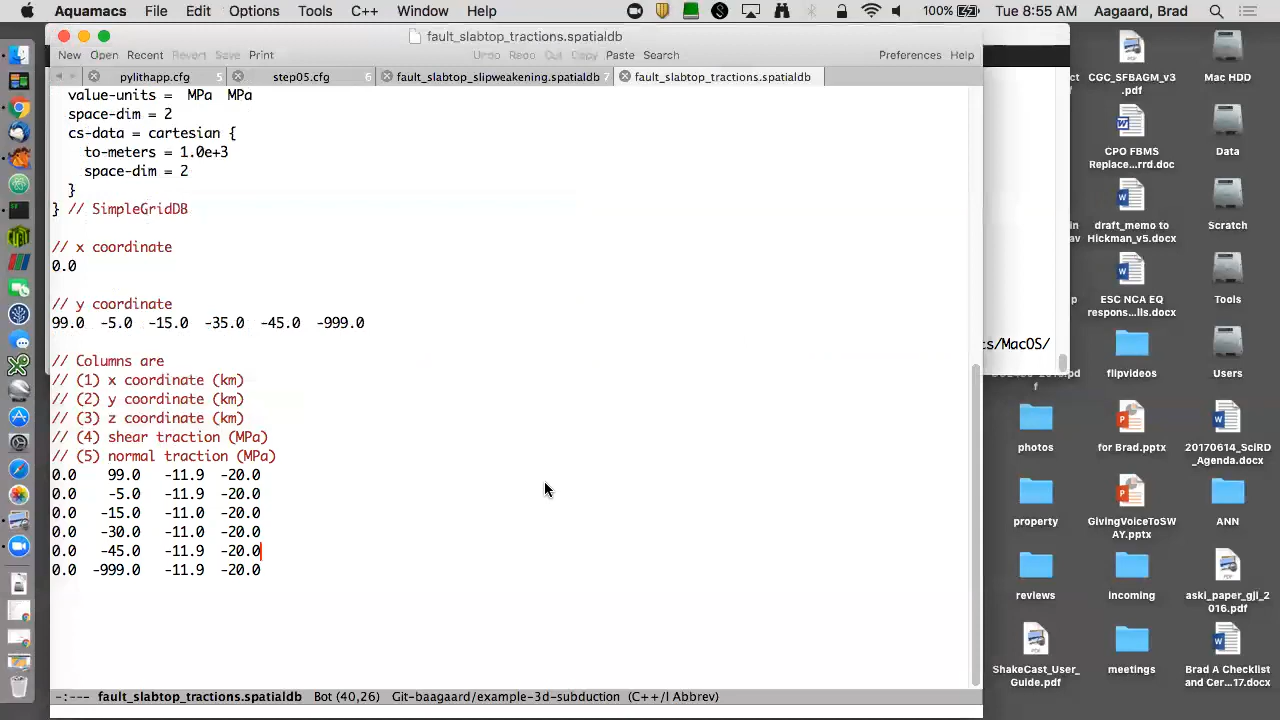 Aquamacs File Edit Options Tools C++ Window Help 100% Tue 8:55 AM Aagaard, Brad
fault_slabtop_tractions.spatialdb
New Open Recent Revert Save Print Undo Redo Cut Copy Paste Search Preferences Help
pylithapp.cfg 5 step05.cfg 6 fault_slabtop_slipweakening.spatialdb 7 fault_slabtop_tractions.spatialdb
value-units = MPa MPa
space-dim = 2
cs-data = cartesian {
to-meters = 1.0e+3
space-dim = 2
}
} // SimpleGridDB
// x coordinate
0.0
// y coordinate
99.0 -5.0 -15.0 -35.0 -45.0 -999.0
// Columns are
// (1) x coordinate (km)
// (2) y coordinate (km)
// (3) z coordinate (km)
// (4) shear traction (MPa)
// (5) normal traction (MPa)
0.0 99.0 -11.9 -20.0
0.0 -5.0 -11.9 -20.0
0.0 -15.0 -11.0 -20.0
0.0 -30.0 -11.0 -20.0
0.0 -45.0 -11.9 -20.0
0.0 -999.0 -11.9 -20.0
-:--- fault_slabtop_tractions.spatialdb Bot (40,26) Git-baagaard/example-3d-subduction (C++/l Abbrev)
cs/MacOS/
CGC_SFBAGM_v3
.pdf
Mac HDD
CPO FBMS
Replace...rrd.doc
Data
draft_memo to
Hickman_v5.docx
Scratch
ESC NCA EQ
respons...lls.docx
Tools
f
flipvideos
Users
photos
for Brad.pptx
20170614_SciRD
_Agenda.docx
property
GivingVoiceToSW
AY.pptx
ANN
reviews
incoming
aski_paper_gji_2
016.pdf
ShakeCast_User_
Guide.pdf
meetings
Brad A Checklist
and Cer...17.docx